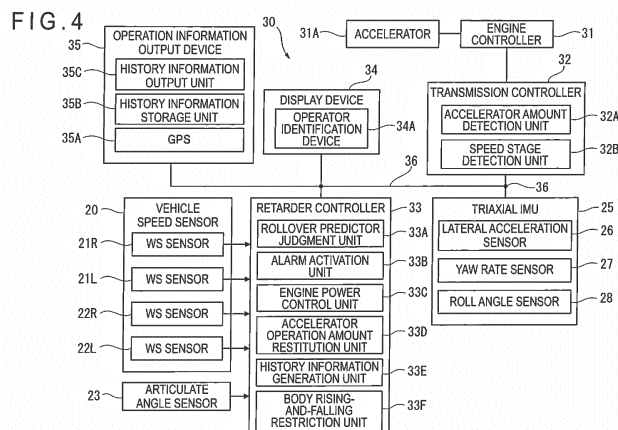 FIG.4
35
OPERATION INFORMATION
OUTPUT DEVICE
35C
HISTORY INFORMATION
OUTPUT UNIT
35B
HISTORY INFORMATION
STORAGE UNIT
35A
GPS
30
31A
ACCELERATOR
ENGINE
CONTROLLER
31
34
DISPLAY DEVICE
OPERATOR
IDENTIFICATION
DEVICE
34A
32
TRANSMISSION CONTROLLER
ACCELERATOR AMOUNT
DETECTION UNIT
32A
SPEED STAGE
DETECTION UNIT
32B
36
36
20
VEHICLE
SPEED SENSOR
21R
WS SENSOR
21L
WS SENSOR
22R
WS SENSOR
22L
WS SENSOR
23
ARTICULATE
ANGLE SENSOR
RETARDER CONTROLLER
33
ROLLOVER PREDICTOR
JUDGMENT UNIT
33A
ALARM ACTIVATION
UNIT
33B
ENGINE POWER
CONTROL UNIT
33C
ACCELERATOR
OPERATION AMOUNT
RESTITUTION UNIT
33D
HISTORY INFORMATION
GENERATION UNIT
33E
BODY RISING-
AND-FALLING
RESTRICTION UNIT
33F
TRIAXIAL IMU
25
LATERAL ACCELERATION
SENSOR
26
YAW RATE SENSOR
27
ROLL ANGLE SENSOR
28